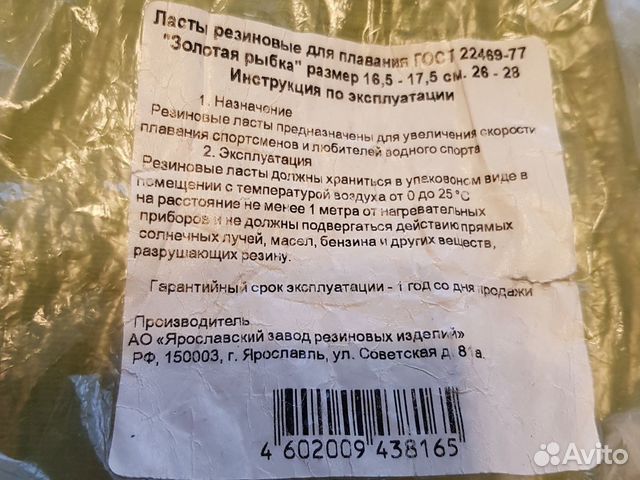 Ласты резиновые для плавания ГОСТ 22469-77
"Золотая рыбка" размер 16,5 - 17,5 см. 26 - 28
Инструкция по эксплуатации
1. Назначение
Резиновые ласты предназначены для увеличения скорости
плавания спортсменов и любителей водного спорта
2. Эксплуатация
Резиновые ласты должны храниться в упаковоном виде в
помещении с температурой воздуха от 0 до 25°С
на расстояние не менее 1 метра от нагревательных
приборов и не должны подвергаться действию прямых
солнечных лучей, масел, бензина и других веществ,
разрушающих резину.
Гарантийный срок эксплуатации - 1 год со дня продажи
Производитель
АО «Ярославский завод резиновых изделий»
РФ, 150003, г. Ярославль, ул. Советская д. 81а.
4 602009 438165
Avito